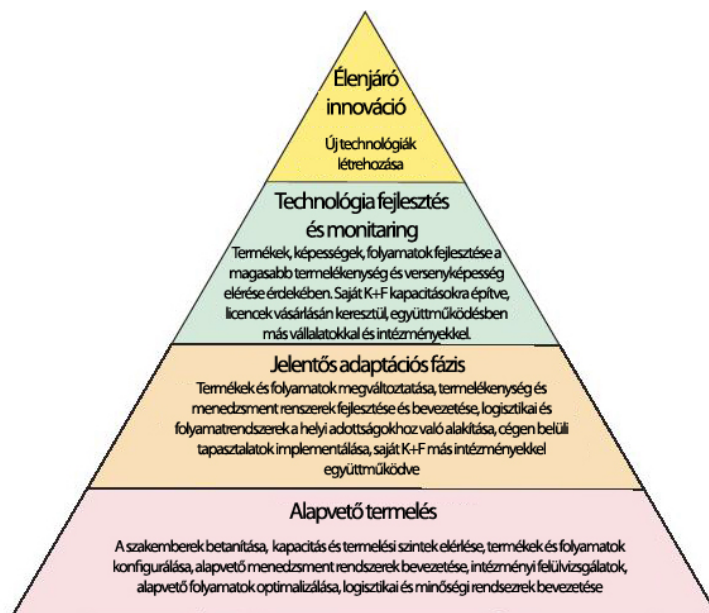 Élenjáró
innováció
Új technológiák
létrehozása
Technológia fejlesztés
és monitaring
Termékek, képességek, folyamatok fejlesztése a
magasabb termelékenység és versenyképesség
elérése érdekében. Saját K+F kapacitásokra építve,
licencek vásárlásán keresztül, együttműködésben
más vállalatokkal és intézményekkel.
Jelentős adaptációs fázis
Termékek és folyamatok megváltoztatása, termelékenység és
menedzsment renszerek fejlesztése és bevezetése, logisztikai és
folyamatrendszerek a helyi adottságokhoz való alakítása, cégen belüli
tapasztalatok implementálása, saját K+F más intézményekkel
együttműködve
Alapvető termelés
A szakemberek betanítása, kapacitás és termelési szintek elérlése, termékek és folyamatok
konfigurálása, alapvető menedzsment rendszerek bevezetése, intézményi felülvizsgálatok,
alapvető folyamatok optimalizálása, logisztikai és minőségi rendsezrek bevezetése